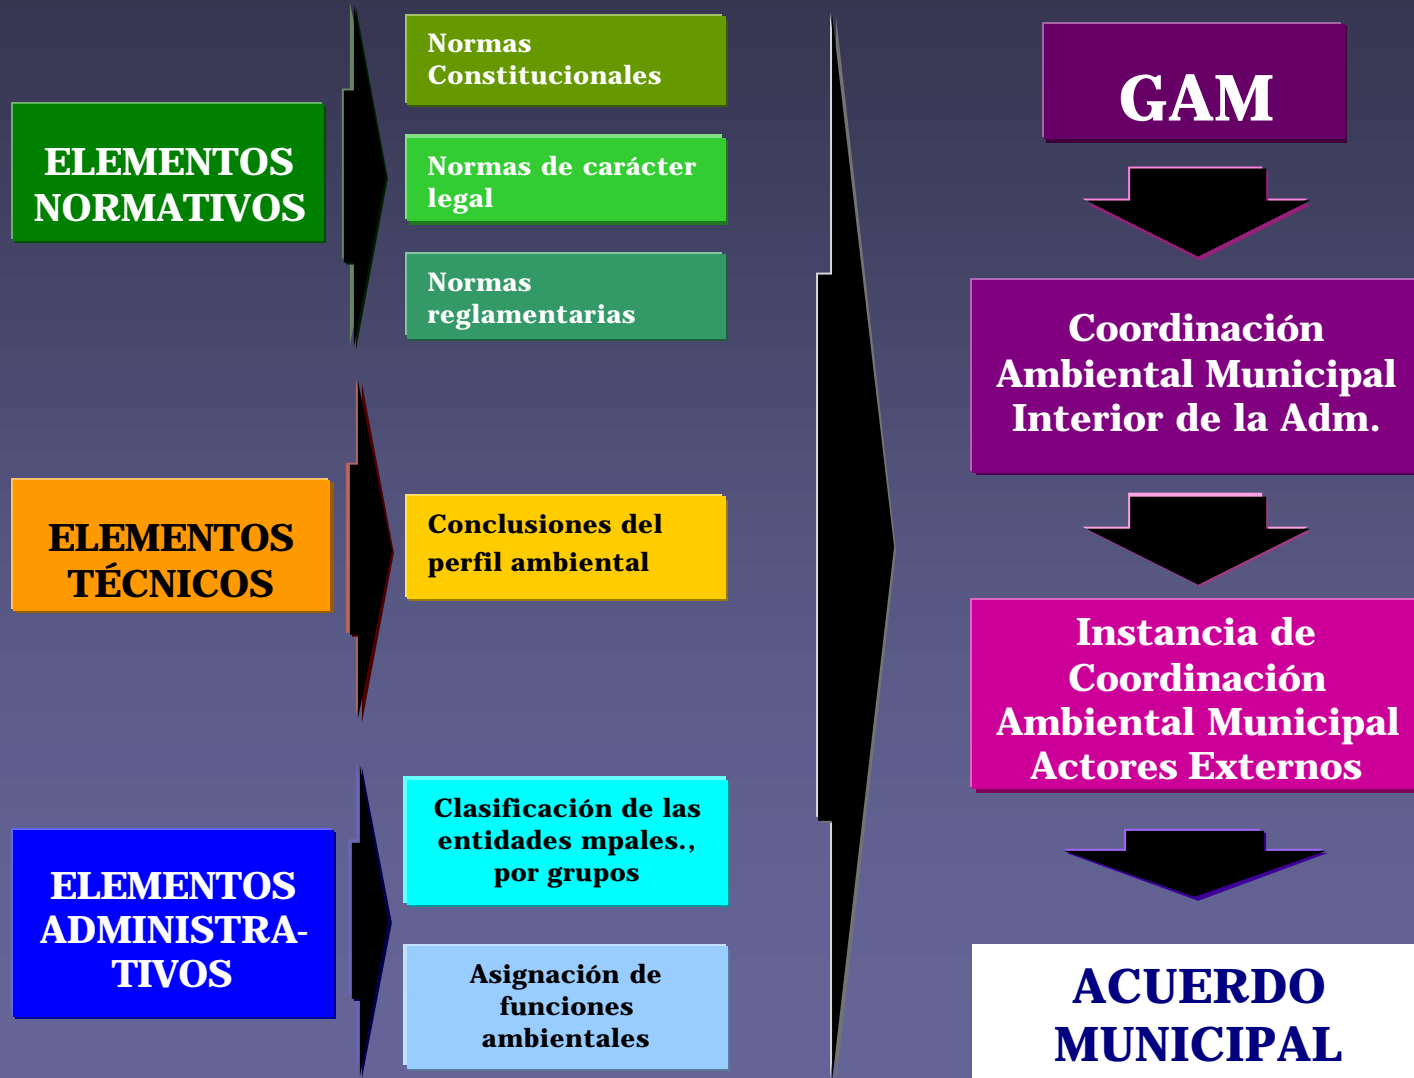 ELEMENTOS
NORMATIVOS
Normas
Constitucionales
Normas de carácter
legal
Normas
reglamentarias
ELEMENTOS
TÉCNICOS
Conclusiones del
perfil ambiental
ELEMENTOS
ADMINISTRA-
TIVOS
Clasificación de las
entidades mpales.,
por grupos
Asignación de
funciones
ambientales
GAM
Coordinación
Ambiental Municipal
Interior de la Adm.
Instancia de
Coordinación
Ambiental Municipal
Actores Externos
ACUERDO
MUNICIPAL